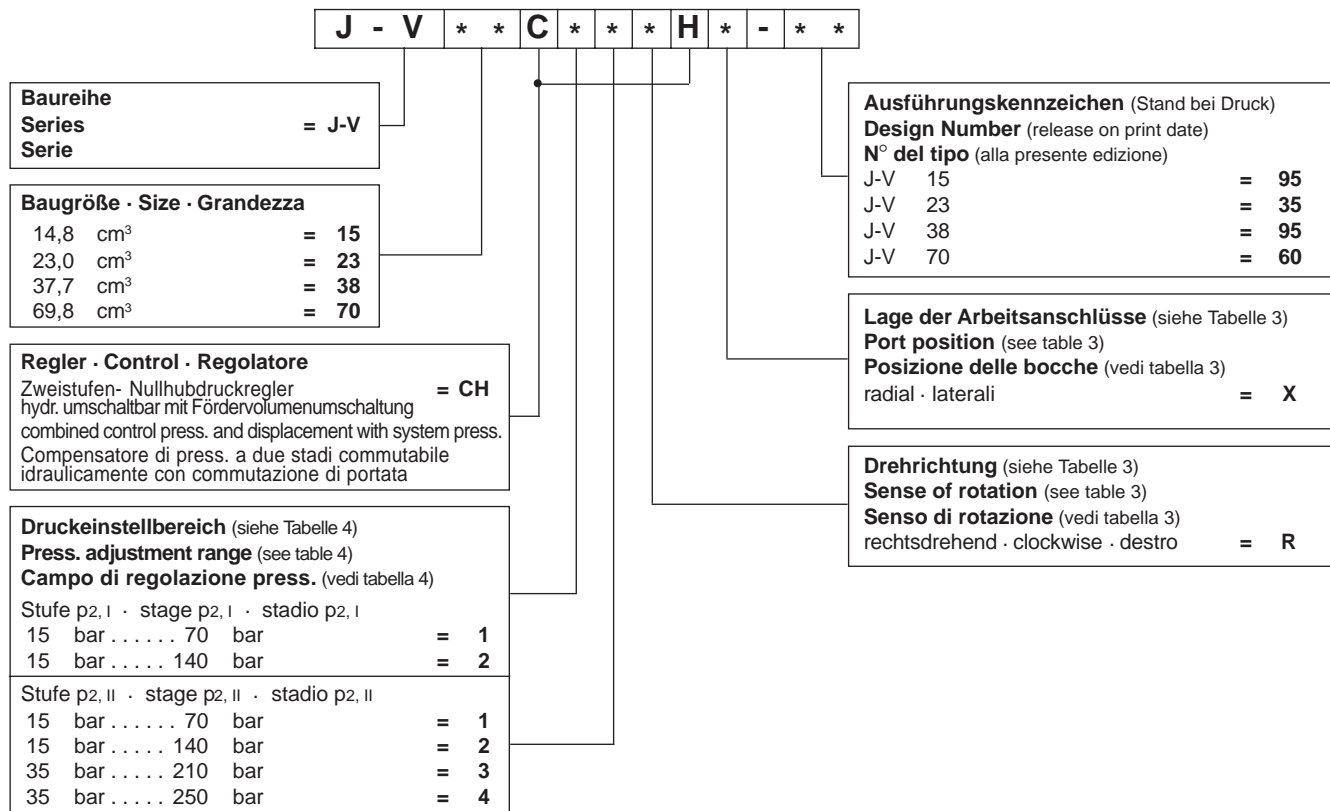 J - V * * C * * * H * - * *
Baureihe
Series = J-V
Serie
Baugröße · Size · Grandezza
14,8 cm³ = 15
23,0 cm³ = 23
37,7 cm³ = 38
69,8 cm³ = 70
Regler · Control · Regolatore
Zweistufen- Nullhubdruckregler = CH
hydr. umschaltbar mit Fördervolumenumschaltung
combined control press. and displacement with system press.
Compensatore di press. a due stadi commutabile
idraulicamente con commutazione di portata
Druckeinstellbereich (siehe Tabelle 4)
Press. adjustment range (see table 4)
Campo di regolazione press. (vedi tabella 4)
Stufe p2, I · stage p2, I · stadio p2, I
15 bar . . . . . . 70 bar = 1
15 bar . . . . . 140 bar = 2
Stufe p2, II · stage p2, II · stadio p2, II
15 bar . . . . . . 70 bar = 1
15 bar . . . . . 140 bar = 2
35 bar . . . . . 210 bar = 3
35 bar . . . . . 250 bar = 4
Ausführungskennzeichen (Stand bei Druck)
Design Number (release on print date)
N° del tipo (alla presente edizione)
J-V 15 = 95
J-V 23 = 35
J-V 38 = 95
J-V 70 = 60
Lage der Arbeitsanschlüsse (siehe Tabelle 3)
Port position (see table 3)
Posizione delle bocche (vedi tabella 3)
radial · laterali = X
Drehrichtung (siehe Tabelle 3)
Sense of rotation (see table 3)
Senso di rotazione (vedi tabella 3)
rechtsdrehend · clockwise · destro = R